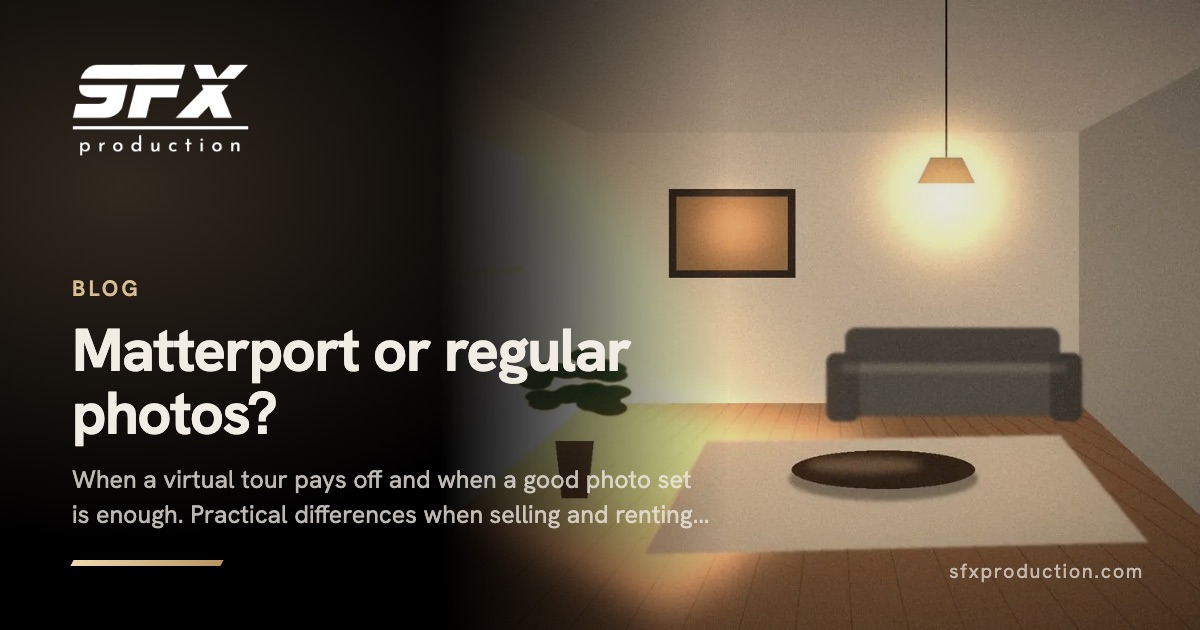 SFX
production
BLOG
Matterport or regular
photos?
When a virtual tour pays off and when a good photo set
is enough. Practical differences when selling and renting...
sfxproduction.com